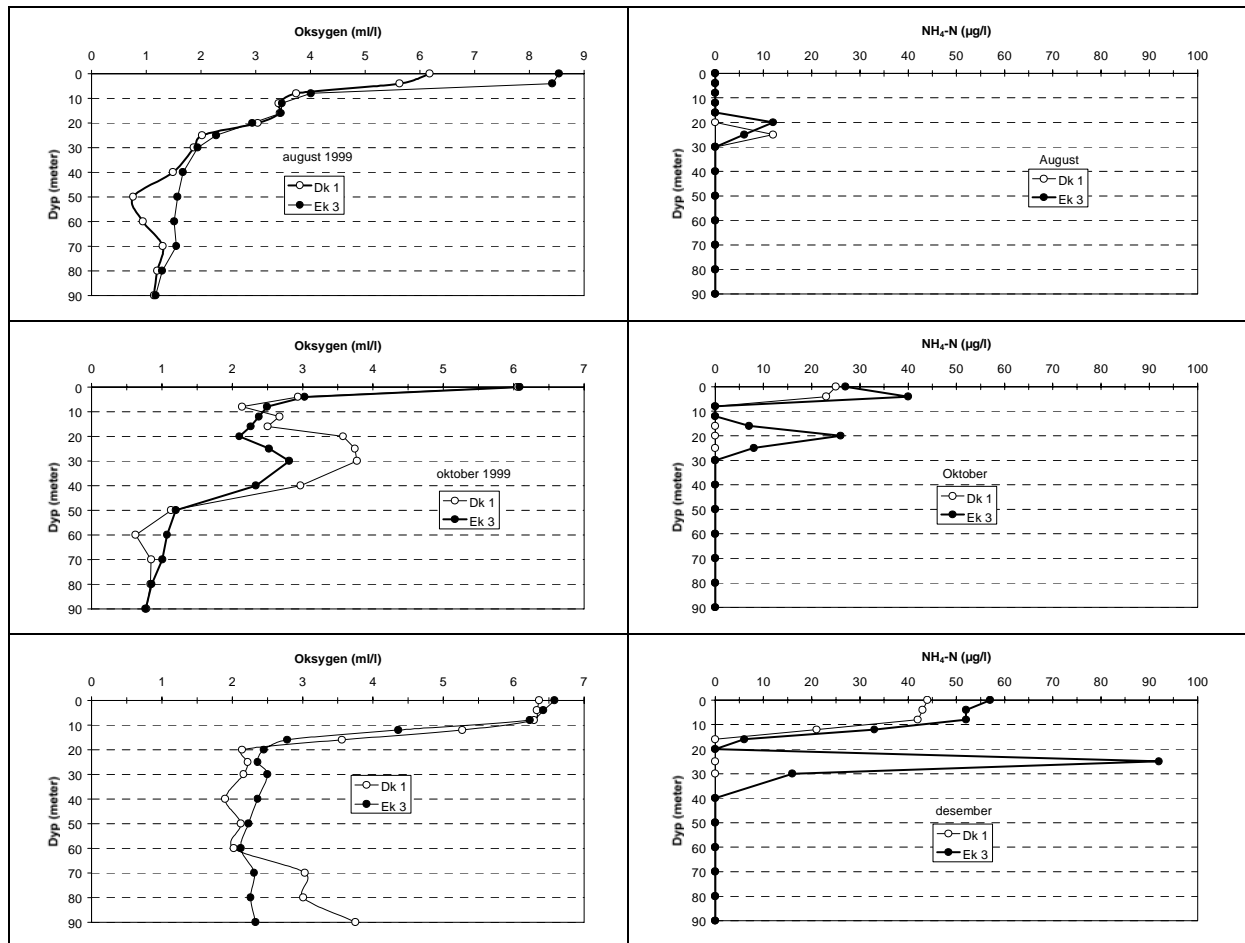 Oksygen (ml/l)
0 1 2 3 4 5 6 7 8 9
0
10
20
30
40
50
60
70
80
90
Dyp (meter)
august 1999
Dk 1
Ek 3
NH₄-N (µg/l)
0 10 20 30 40 50 60 70 80 90 100
0
10
20
30
40
50
60
70
80
90
Dyp (meter)
August
Dk 1
Ek 3
Oksygen (ml/l)
0 1 2 3 4 5 6 7
0
10
20
30
40
50
60
70
80
90
Dyp (meter)
oktober 1999
Dk 1
Ek 3
NH₄-N (µg/l)
0 10 20 30 40 50 60 70 80 90 100
0
10
20
30
40
50
60
70
80
90
Dyp (meter)
Oktober
Dk 1
Ek 3
Oksygen (ml/l)
0 1 2 3 4 5 6 7
0
10
20
30
40
50
60
70
80
90
Dyp (meter)
Dk 1
Ek 3
NH₄-N (µg/l)
0 10 20 30 40 50 60 70 80 90 100
0
10
20
30
40
50
60
70
80
90
Dyp (meter)
desember
Dk 1
Ek 3